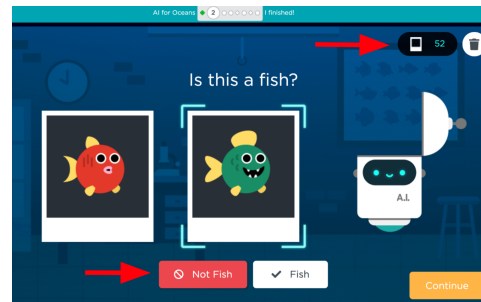 AI for Oceans 2 I finished!
52
Is this a fish?
A.I.
Not Fish Fish
Continue